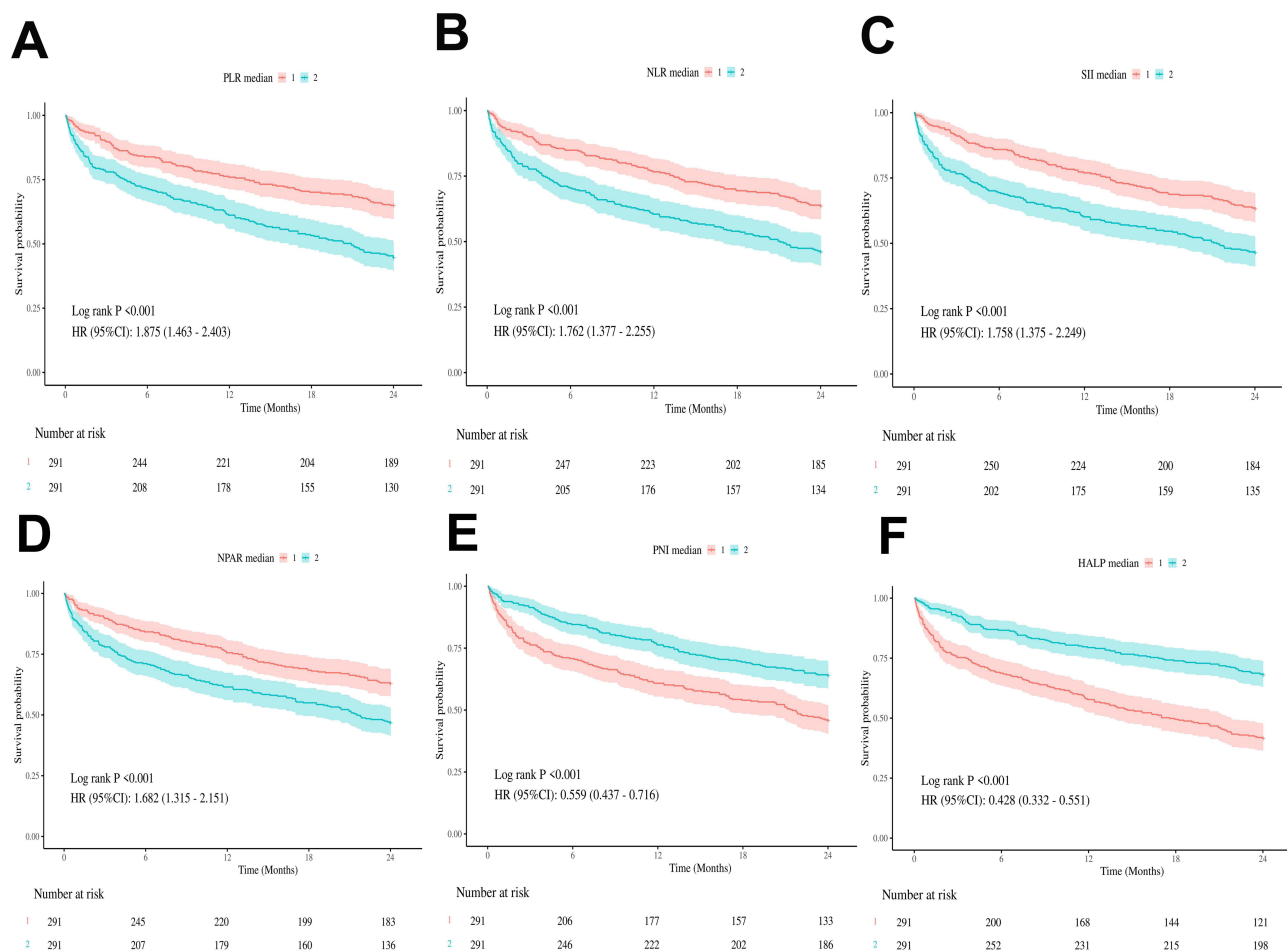 A
PLR median 1 2
Survival probability
1.00
0.75
0.50
0.25
0.00
Log rank P <0.001
HR (95%CI): 1.875 (1.463 - 2.403)
0 6 12 18 24
Time (Months)
Number at risk
1 291 244 221 204 189
2 291 208 178 155 130
B
NLR median 1 2
Survival probability
1.00
0.75
0.50
0.25
0.00
Log rank P <0.001
HR (95%CI): 1.762 (1.377 - 2.255)
0 6 12 18 24
Time (Months)
Number at risk
1 291 247 223 202 185
2 291 205 176 157 134
C
SII median 1 2
Survival probability
1.00
0.75
0.50
0.25
0.00
Log rank P <0.001
HR (95%CI): 1.758 (1.375 - 2.249)
0 6 12 18 24
Time (Months)
Number at risk
1 291 250 224 200 184
2 291 202 175 159 135
D
NPAR median 1 2
Survival probability
1.00
0.75
0.50
0.25
0.00
Log rank P <0.001
HR (95%CI): 1.682 (1.315 - 2.151)
0 6 12 18 24
Time (Months)
Number at risk
1 291 245 220 199 183
2 291 207 179 160 136
E
PNI median 1 2
Survival probability
1.00
0.75
0.50
0.25
0.00
Log rank P <0.001
HR (95%CI): 0.559 (0.437 - 0.716)
0 6 12 18 24
Time (Months)
Number at risk
1 291 206 177 157 133
2 291 246 222 202 186
F
HALP median 1 2
Survival probability
1.00
0.75
0.50
0.25
0.00
Log rank P <0.001
HR (95%CI): 0.428 (0.332 - 0.551)
0 6 12 18 24
Time (Months)
Number at risk
1 291 200 168 144 121
2 291 252 231 215 198